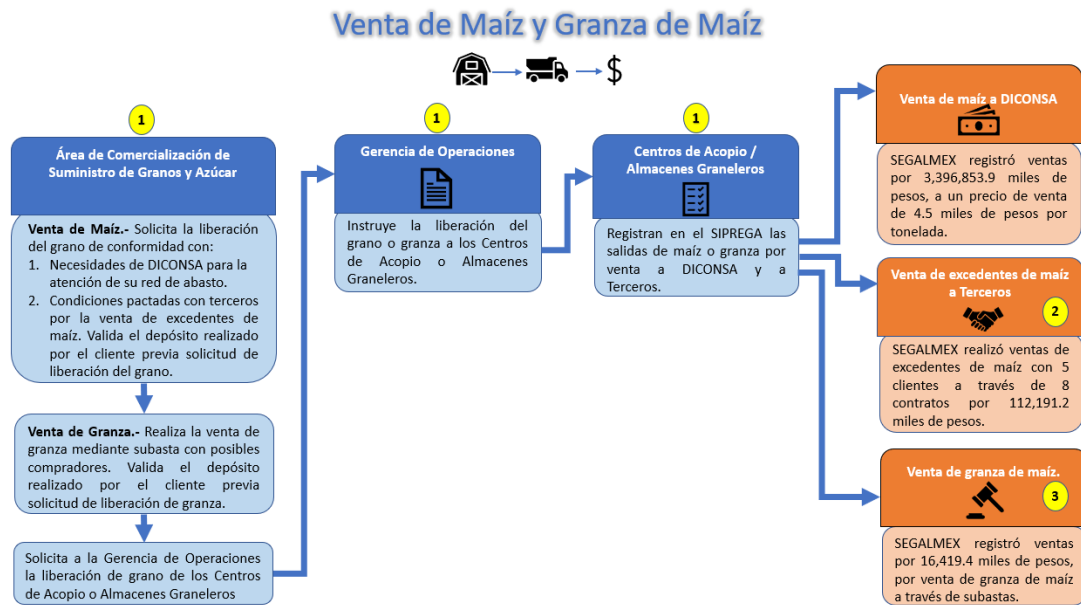 Venta de Maíz y Granza de Maíz
$
1
Área de Comercialización de
Suministro de Granos y Azúcar
Venta de Maíz.- Solicita la liberación
del grano de conformidad con:
1. Necesidades de DICONSA para la
atención de su red de abasto.
2. Condiciones pactadas con terceros
por la venta de excedentes de
maíz. Valida el depósito realizado
por el cliente previa solicitud de
liberación del grano.
Venta de Granza.- Realiza la venta de
granza mediante subasta con posibles
compradores. Valida el depósito
realizado por el cliente previa
solicitud de liberación de granza.
Solicita a la Gerencia de Operaciones
la liberación de grano de los Centros
de Acopio o Almacenes Graneleros
1
Gerencia de Operaciones
Instruye la liberación del
grano o granza a los Centros
de Acopio o Almacenes
Graneleros.
1
Centros de Acopio /
Almacenes Graneleros
Registran en el SIPREGA las
salidas de maíz o granza por
venta a DICONSA y a
Terceros.
Venta de maíz a DICONSA
SEGALMEX registró ventas
por 3,396,853.9 miles de
pesos, a un precio de venta
de 4.5 miles de pesos por
tonelada.
Venta de excedentes de maíz
a Terceros
2
SEGALMEX realizó ventas de
excedentes de maíz con 5
clientes a través de 8
contratos por 112,191.2
miles de pesos.
Venta de granza de maíz.
3
SEGALMEX registró ventas
por 16,419.4 miles de pesos,
por venta de granza de maíz
a través de subastas.